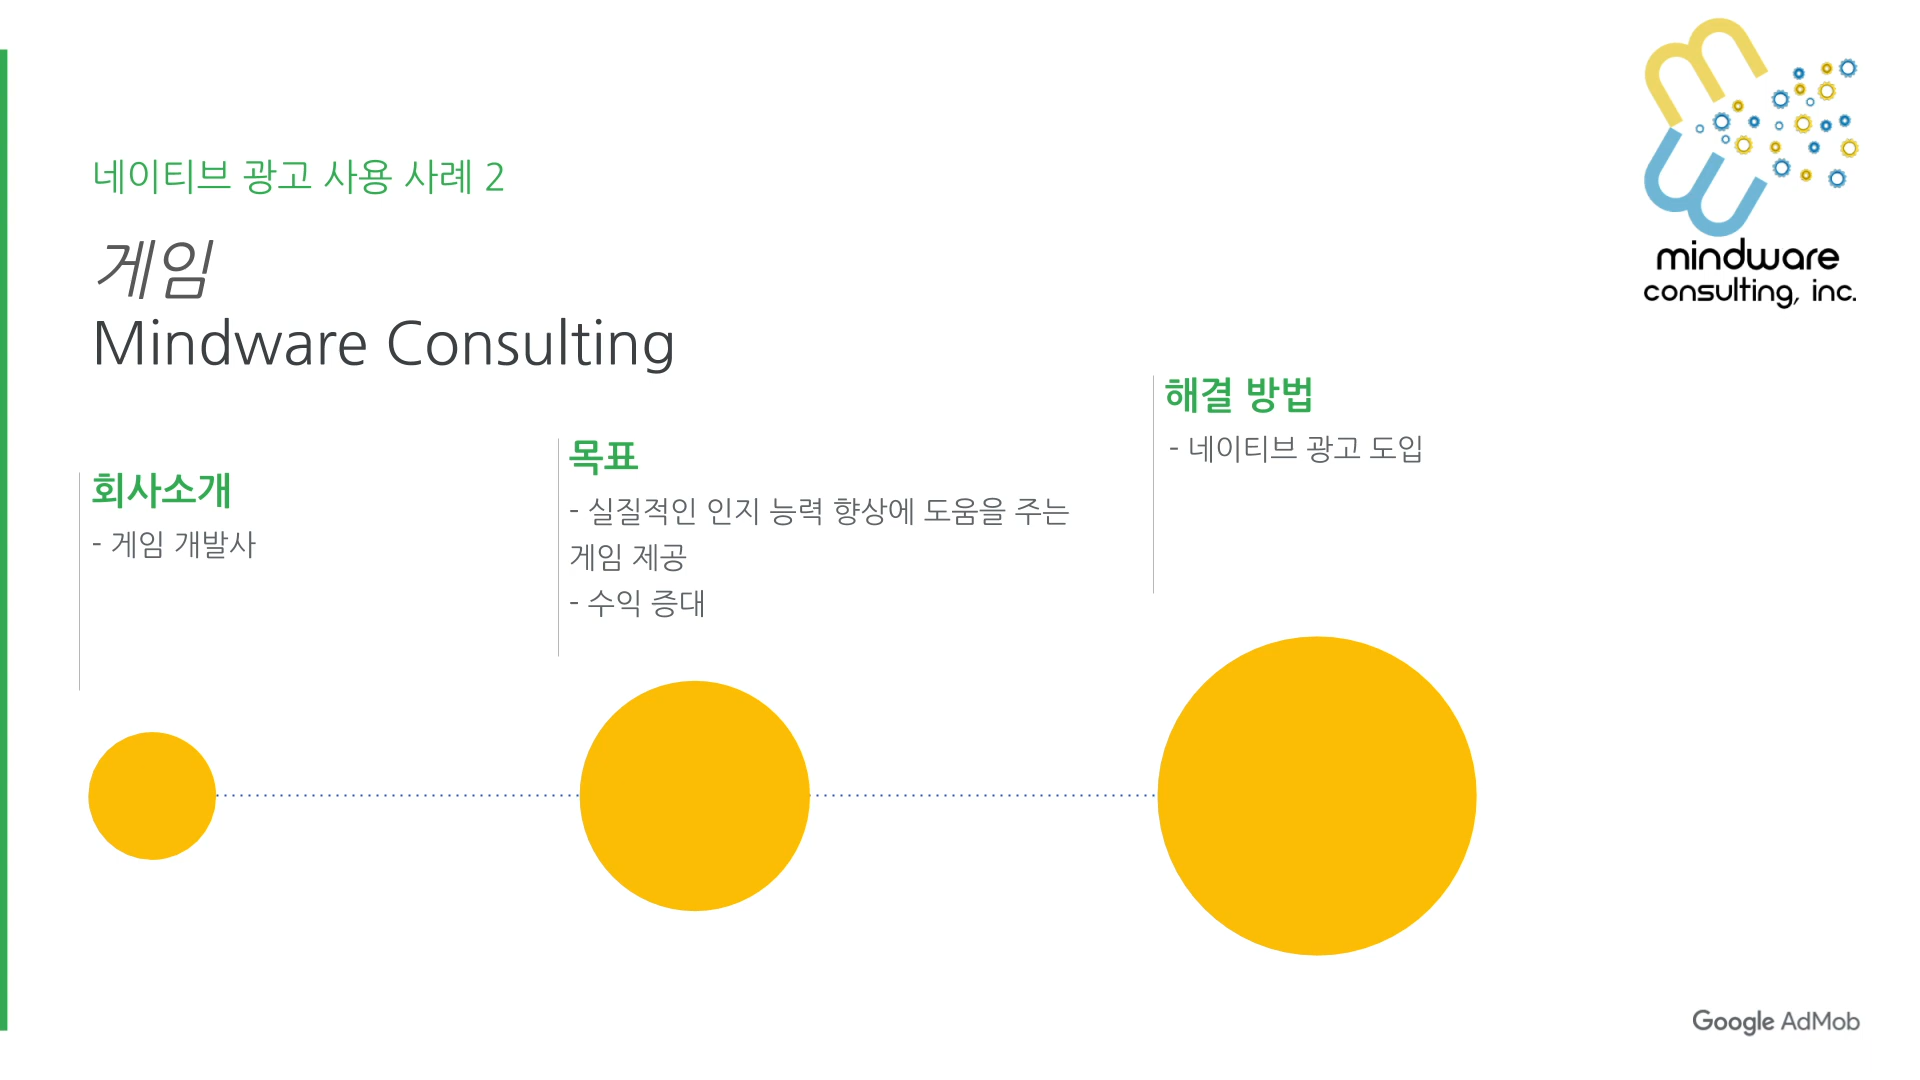 네이티브 광고 사용 사례 2
게임
Mindware Consulting
mindware
consulting, inc.
회사소개
- 게임 개발사
목표
- 실질적인 인지 능력 향상에 도움을 주는
게임 제공
- 수익 증대
해결 방법
- 네이티브 광고 도입
Google AdMob